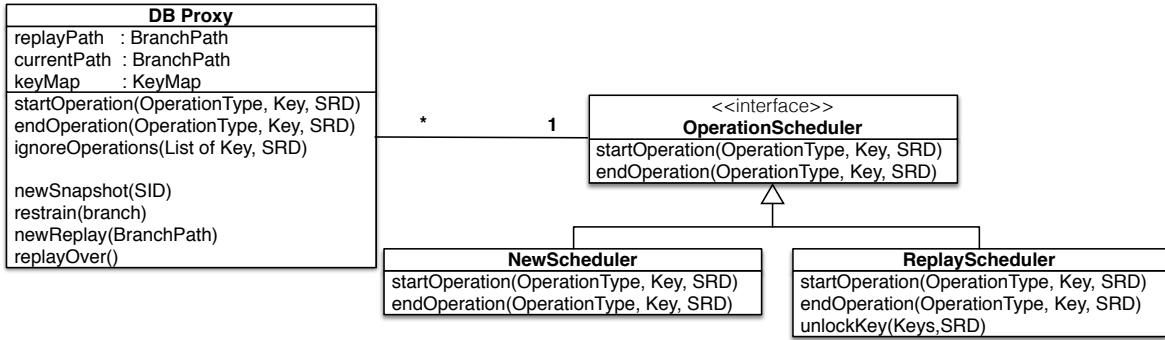 DB Proxy
replayPath : BranchPath
currentPath : BranchPath
keyMap : KeyMap
startOperation(OperationType, Key, SRD)
endOperation(OperationType, Key, SRD)
ignoreOperations(List of Key, SRD)
newSnapshot(SID)
restrain(branch)
newReplay(BranchPath)
replayOver()
* 1
<<interface>>
OperationScheduler
startOperation(OperationType, Key, SRD)
endOperation(OperationType, Key, SRD)
NewScheduler
startOperation(OperationType, Key, SRD)
endOperation(OperationType, Key, SRD)
ReplayScheduler
startOperation(OperationType, Key, SRD)
endOperation(OperationType, Key, SRD)
unlockKey(Keys,SRD)